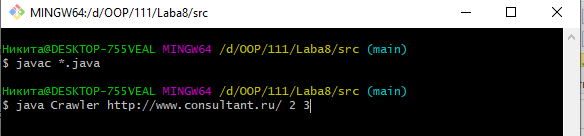 MINGW64:/d/OOP/111/Laba8/src
Никита@DESKTOP-755VEAL MINGW64 /d/OOP/111/Laba8/src (main)
$ javac *.java
Никита@DESKTOP-755VEAL MINGW64 /d/OOP/111/Laba8/src (main)
$ java Crawler http://www.consultant.ru/ 2 3